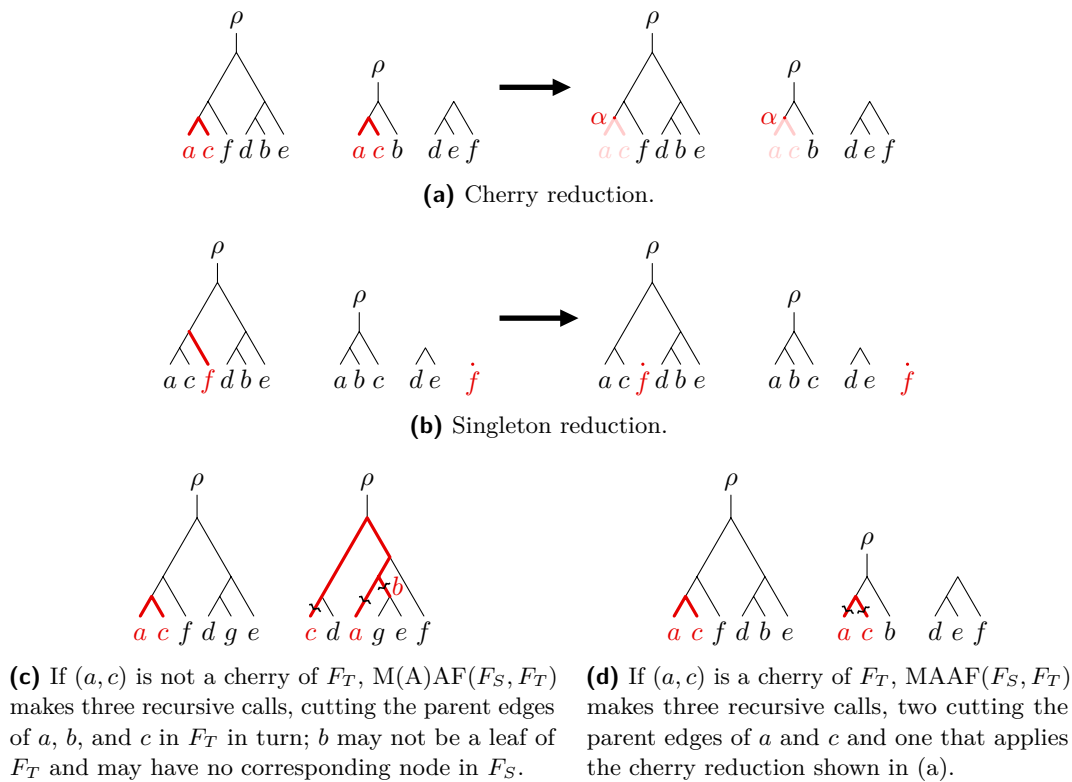 ρ ρ
ρ ρ
α α
a c f d b e a c b d e f a c f d b e a c b d e f
(a) Cherry reduction.
ρ ρ
ρ ρ
a c f d b e a b c d e f a c f d b e a b c d e f
(b) Singleton reduction.
ρ ρ ρ
ρ
b
a c f d g e c d a g e f a c f d b e a c b d e f
(c) If (a, c) is not a cherry of F_T, M(A)AF(F_S, F_T)
makes three recursive calls, cutting the parent edges
of a, b, and c in F_T in turn; b may not be a leaf of
F_T and may have no corresponding node in F_S.
(d) If (a, c) is a cherry of F_T, MAAF(F_S, F_T)
makes three recursive calls, two cutting the
parent edges of a and c and one that applies
the cherry reduction shown in (a).